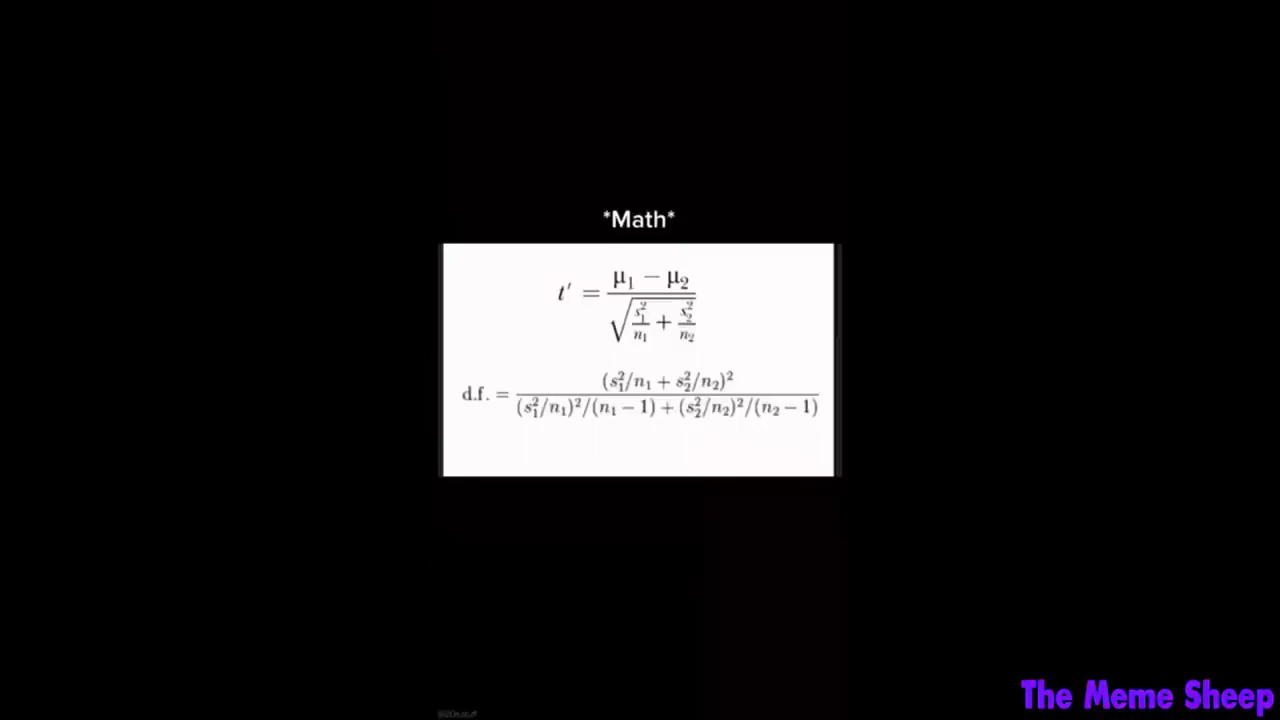 *Math*
t′ = (μ₁ − μ₂) / √(s₁²/n₁ + s₂²/n₂)
d.f. = (s₁²/n₁ + s₂²/n₂)² / (s₁²/n₁)²/(n₁ − 1) + (s₂²/n₂)²/(n₂ − 1)
The Meme Sheep